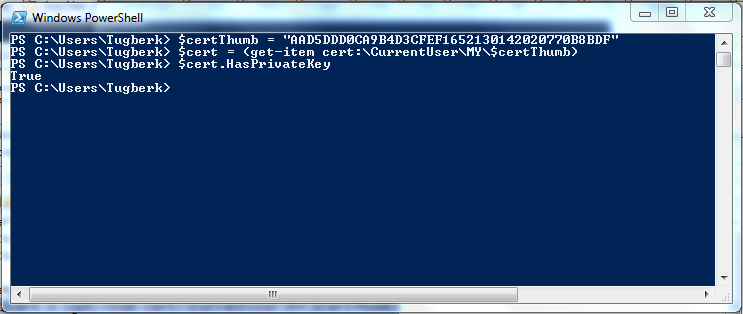 Windows PowerShell
PS C:\Users\Tugberk> $certThumb = "AAD5DDD0CA9B4D3CFEF1652130142020770B8BDF"
PS C:\Users\Tugberk> $cert = (get-item cert:\CurrentUser\MY\$certThumb)
PS C:\Users\Tugberk> $cert.HasPrivateKey
True
PS C:\Users\Tugberk>